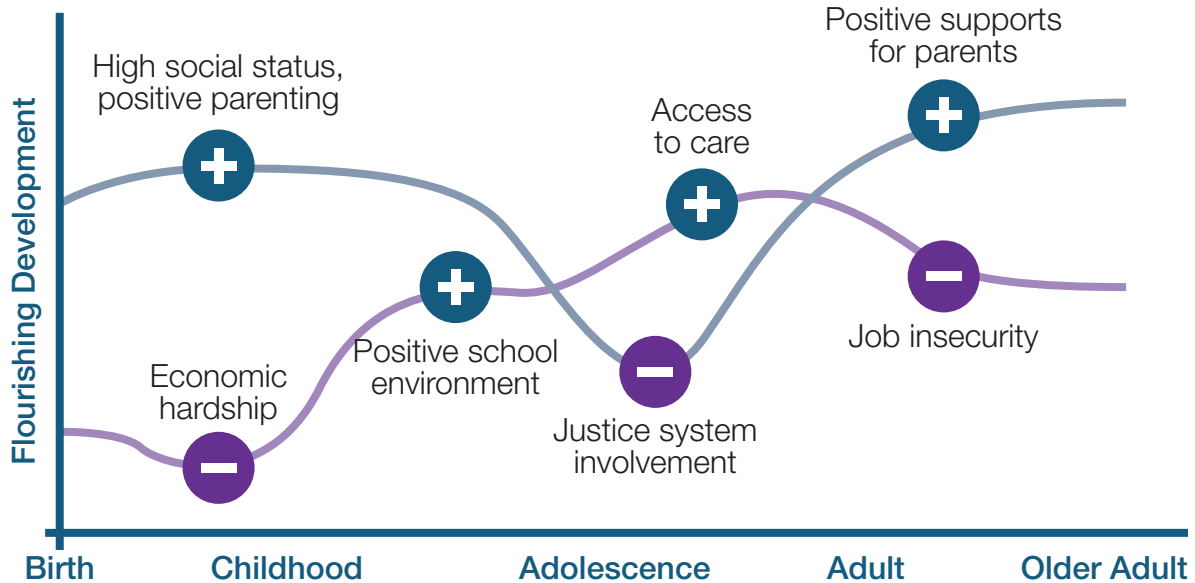 Flourishing Development
High social status,
positive parenting
Economic
hardship
Positive school
environment
Justice system
involvement
Access
to care
Positive supports
for parents
Job insecurity
Birth
Childhood
Adolescence
Adult
Older Adult